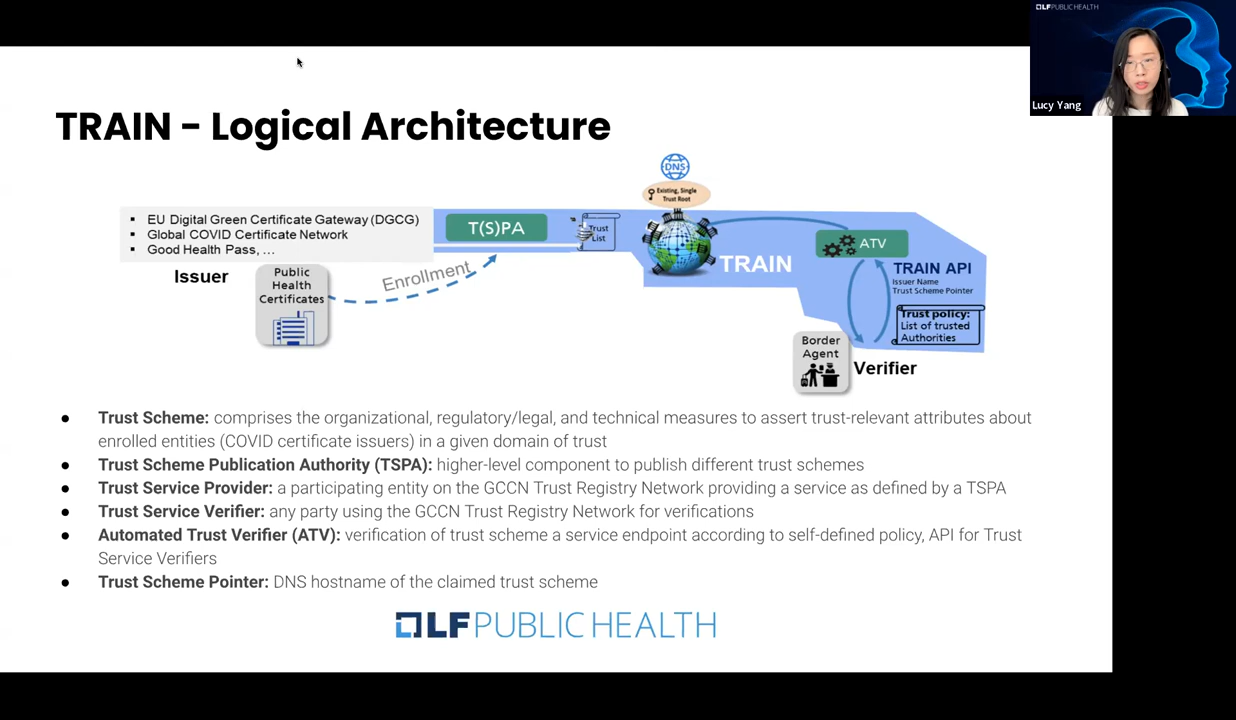 LFPUBLICHEALTH
Lucy Yang
TRAIN - Logical Architecture
DNS
Existing, Single
Trust Root
▪ EU Digital Green Certificate Gateway (DGCG)
▪ Global COVID Certificate Network
▪ Good Health Pass, ...
T(S)PA
Trust
List
ATV
TRAIN
Issuer
Public
Health
Certificates
Enrollment
TRAIN API
Issuer Name
Trust Scheme Pointer
Trust policy:
List of trusted
Authorities
Border
Agent
Verifier
● Trust Scheme: comprises the organizational, regulatory/legal, and technical measures to assert trust-relevant attributes about
enrolled entities (COVID certificate issuers) in a given domain of trust
● Trust Scheme Publication Authority (TSPA): higher-level component to publish different trust schemes
● Trust Service Provider: a participating entity on the GCCN Trust Registry Network providing a service as defined by a TSPA
● Trust Service Verifier: any party using the GCCN Trust Registry Network for verifications
● Automated Trust Verifier (ATV): verification of trust scheme a service endpoint according to self-defined policy, API for Trust
Service Verifiers
● Trust Scheme Pointer: DNS hostname of the claimed trust scheme
LFPUBLICHEALTH